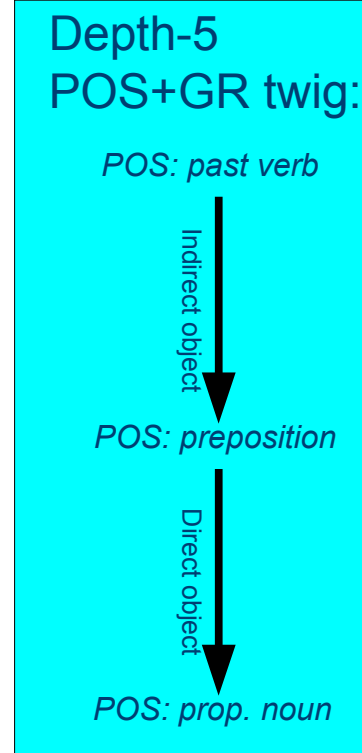 Depth-5
POS+GR twig:
POS: past verb
Indirect object
POS: preposition
Direct object
POS: prop. noun